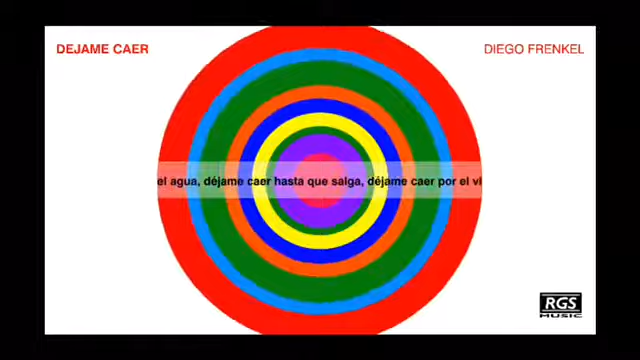 DEJAME CAER
DIEGO FRENKEL
el agua, déjame caer hasta que salga, déjame caer por el
RGS
MUSIC